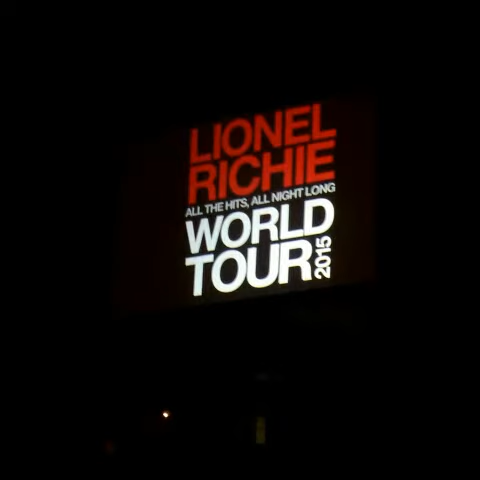 LIONEL
RICHIE
ALL THE HITS, ALL NIGHT LONG
WORLD
TOUR 2015